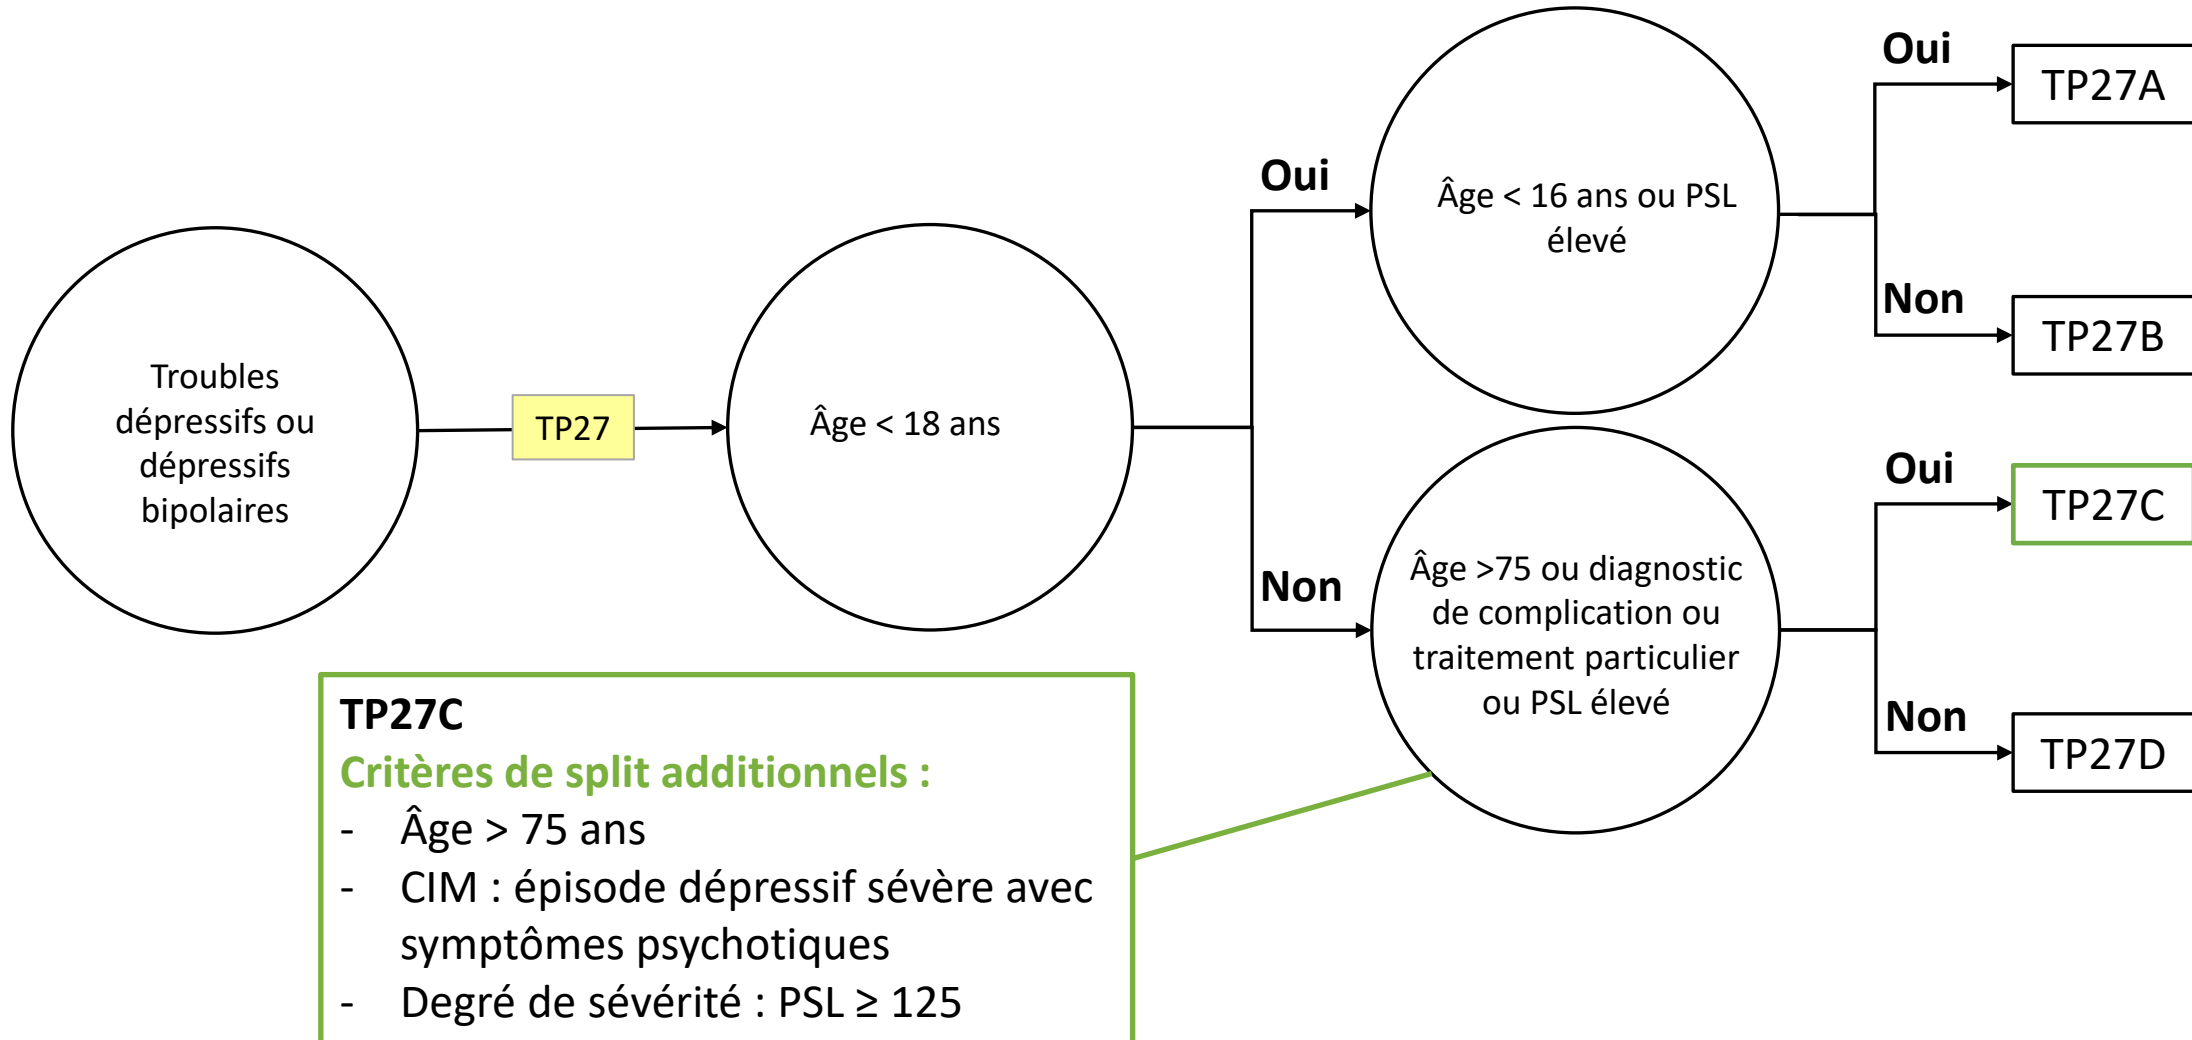 Troubles
dépressifs ou
dépressifs
bipolaires
TP27
Âge < 18 ans
Oui
Non
Âge < 16 ans ou PSL
élevé
Oui
TP27A
Non
TP27B
Âge >75 ou diagnostic
de complication ou
traitement particulier
ou PSL élevé
Oui
TP27C
Non
TP27D
TP27C
Critères de split additionnels :
- Âge > 75 ans
- CIM : épisode dépressif sévère avec
symptômes psychotiques
- Degré de sévérité : PSL ≥ 125